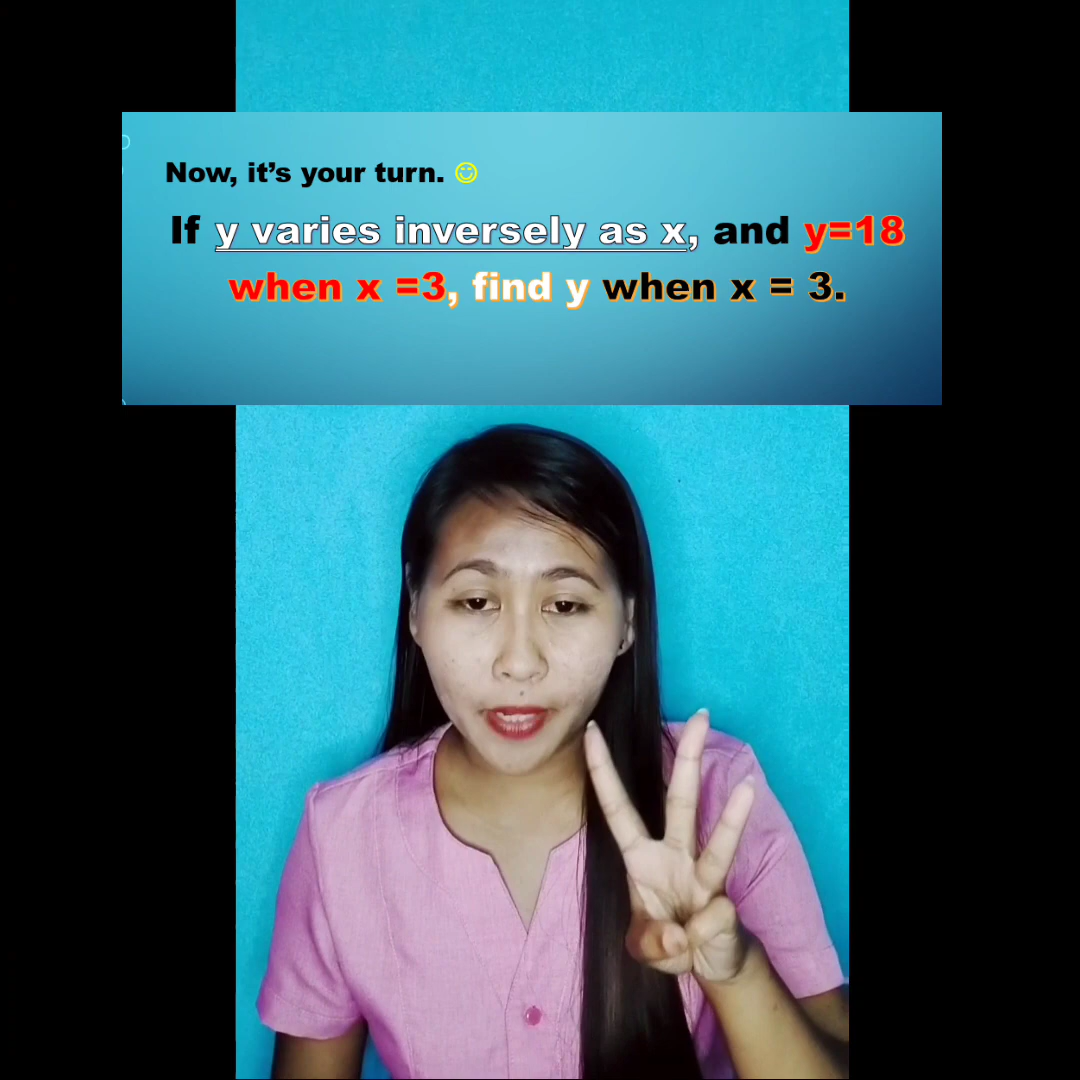 Now, it’s your turn. ☺
If y varies inversely as x, and y=18
when x =3, find y when x = 3.